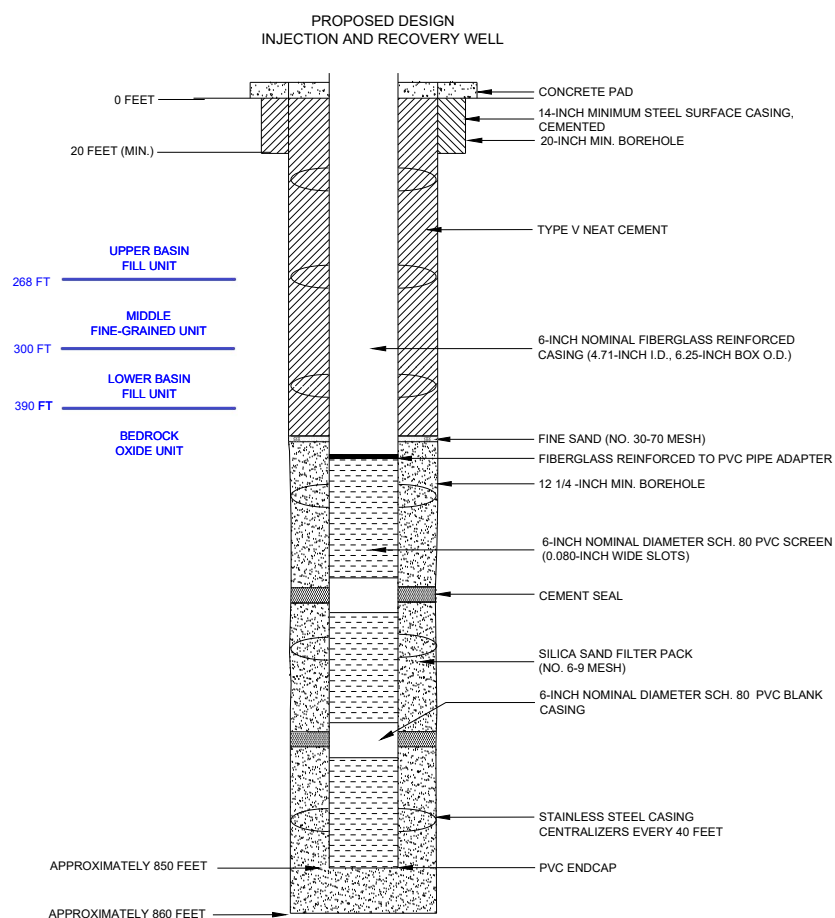 PROPOSED DESIGN
INJECTION AND RECOVERY WELL
CONCRETE PAD
0 FEET
14-INCH MINIMUM STEEL SURFACE CASING,
CEMENTED
20-INCH MIN. BOREHOLE
20 FEET (MIN.)
TYPE V NEAT CEMENT
UPPER BASIN
FILL UNIT
268 FT
MIDDLE
FINE-GRAINED UNIT
300 FT
6-INCH NOMINAL FIBERGLASS REINFORCED
CASING (4.71-INCH I.D., 6.25-INCH BOX O.D.)
LOWER BASIN
FILL UNIT
390 FT
BEDROCK
OXIDE UNIT
FINE SAND (NO. 30-70 MESH)
FIBERGLASS REINFORCED TO PVC PIPE ADAPTER
12 1/4 -INCH MIN. BOREHOLE
6-INCH NOMINAL DIAMETER SCH. 80 PVC SCREEN
(0.080-INCH WIDE SLOTS)
CEMENT SEAL
SILICA SAND FILTER PACK
(NO. 6-9 MESH)
6-INCH NOMINAL DIAMETER SCH. 80 PVC BLANK
CASING
STAINLESS STEEL CASING
CENTRALIZERS EVERY 40 FEET
APPROXIMATELY 850 FEET
PVC ENDCAP
APPROXIMATELY 860 FEET